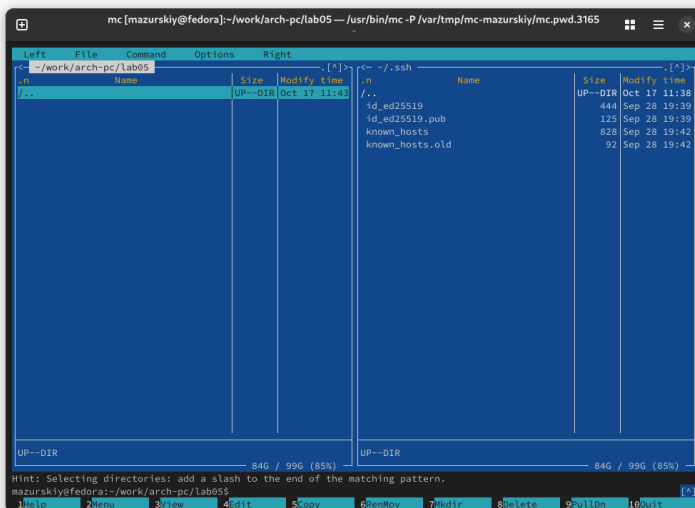 mc [mazurskiy@fedora]:~/work/arch-pc/lab05 — /usr/bin/mc -P /var/tmp/mc-mazurskiy/mc.pwd.3165
~
Left File Command Options Right
<— ~/work/arch-pc/lab05 —.[^]> <— ~/.ssh —.[^]>
.n Name Size Modify time .n Name Size Modify time
/.. UP--DIR Oct 17 11:43 /.. UP--DIR Oct 17 11:38
id_ed25519 444 Sep 28 19:39
id_ed25519.pub 125 Sep 28 19:39
known_hosts 828 Sep 28 19:42
known_hosts.old 92 Sep 28 19:42
UP--DIR UP--DIR
84G / 99G (85%) 84G / 99G (85%)
Hint: Selecting directories: add a slash to the end of the matching pattern.
mazurskiy@fedora:~/work/arch-pc/lab05$ [^]
1Help 2Menu 3View 4Edit 5Copy 6RenMov 7Mkdir 8Delete 9PullDn 10Quit